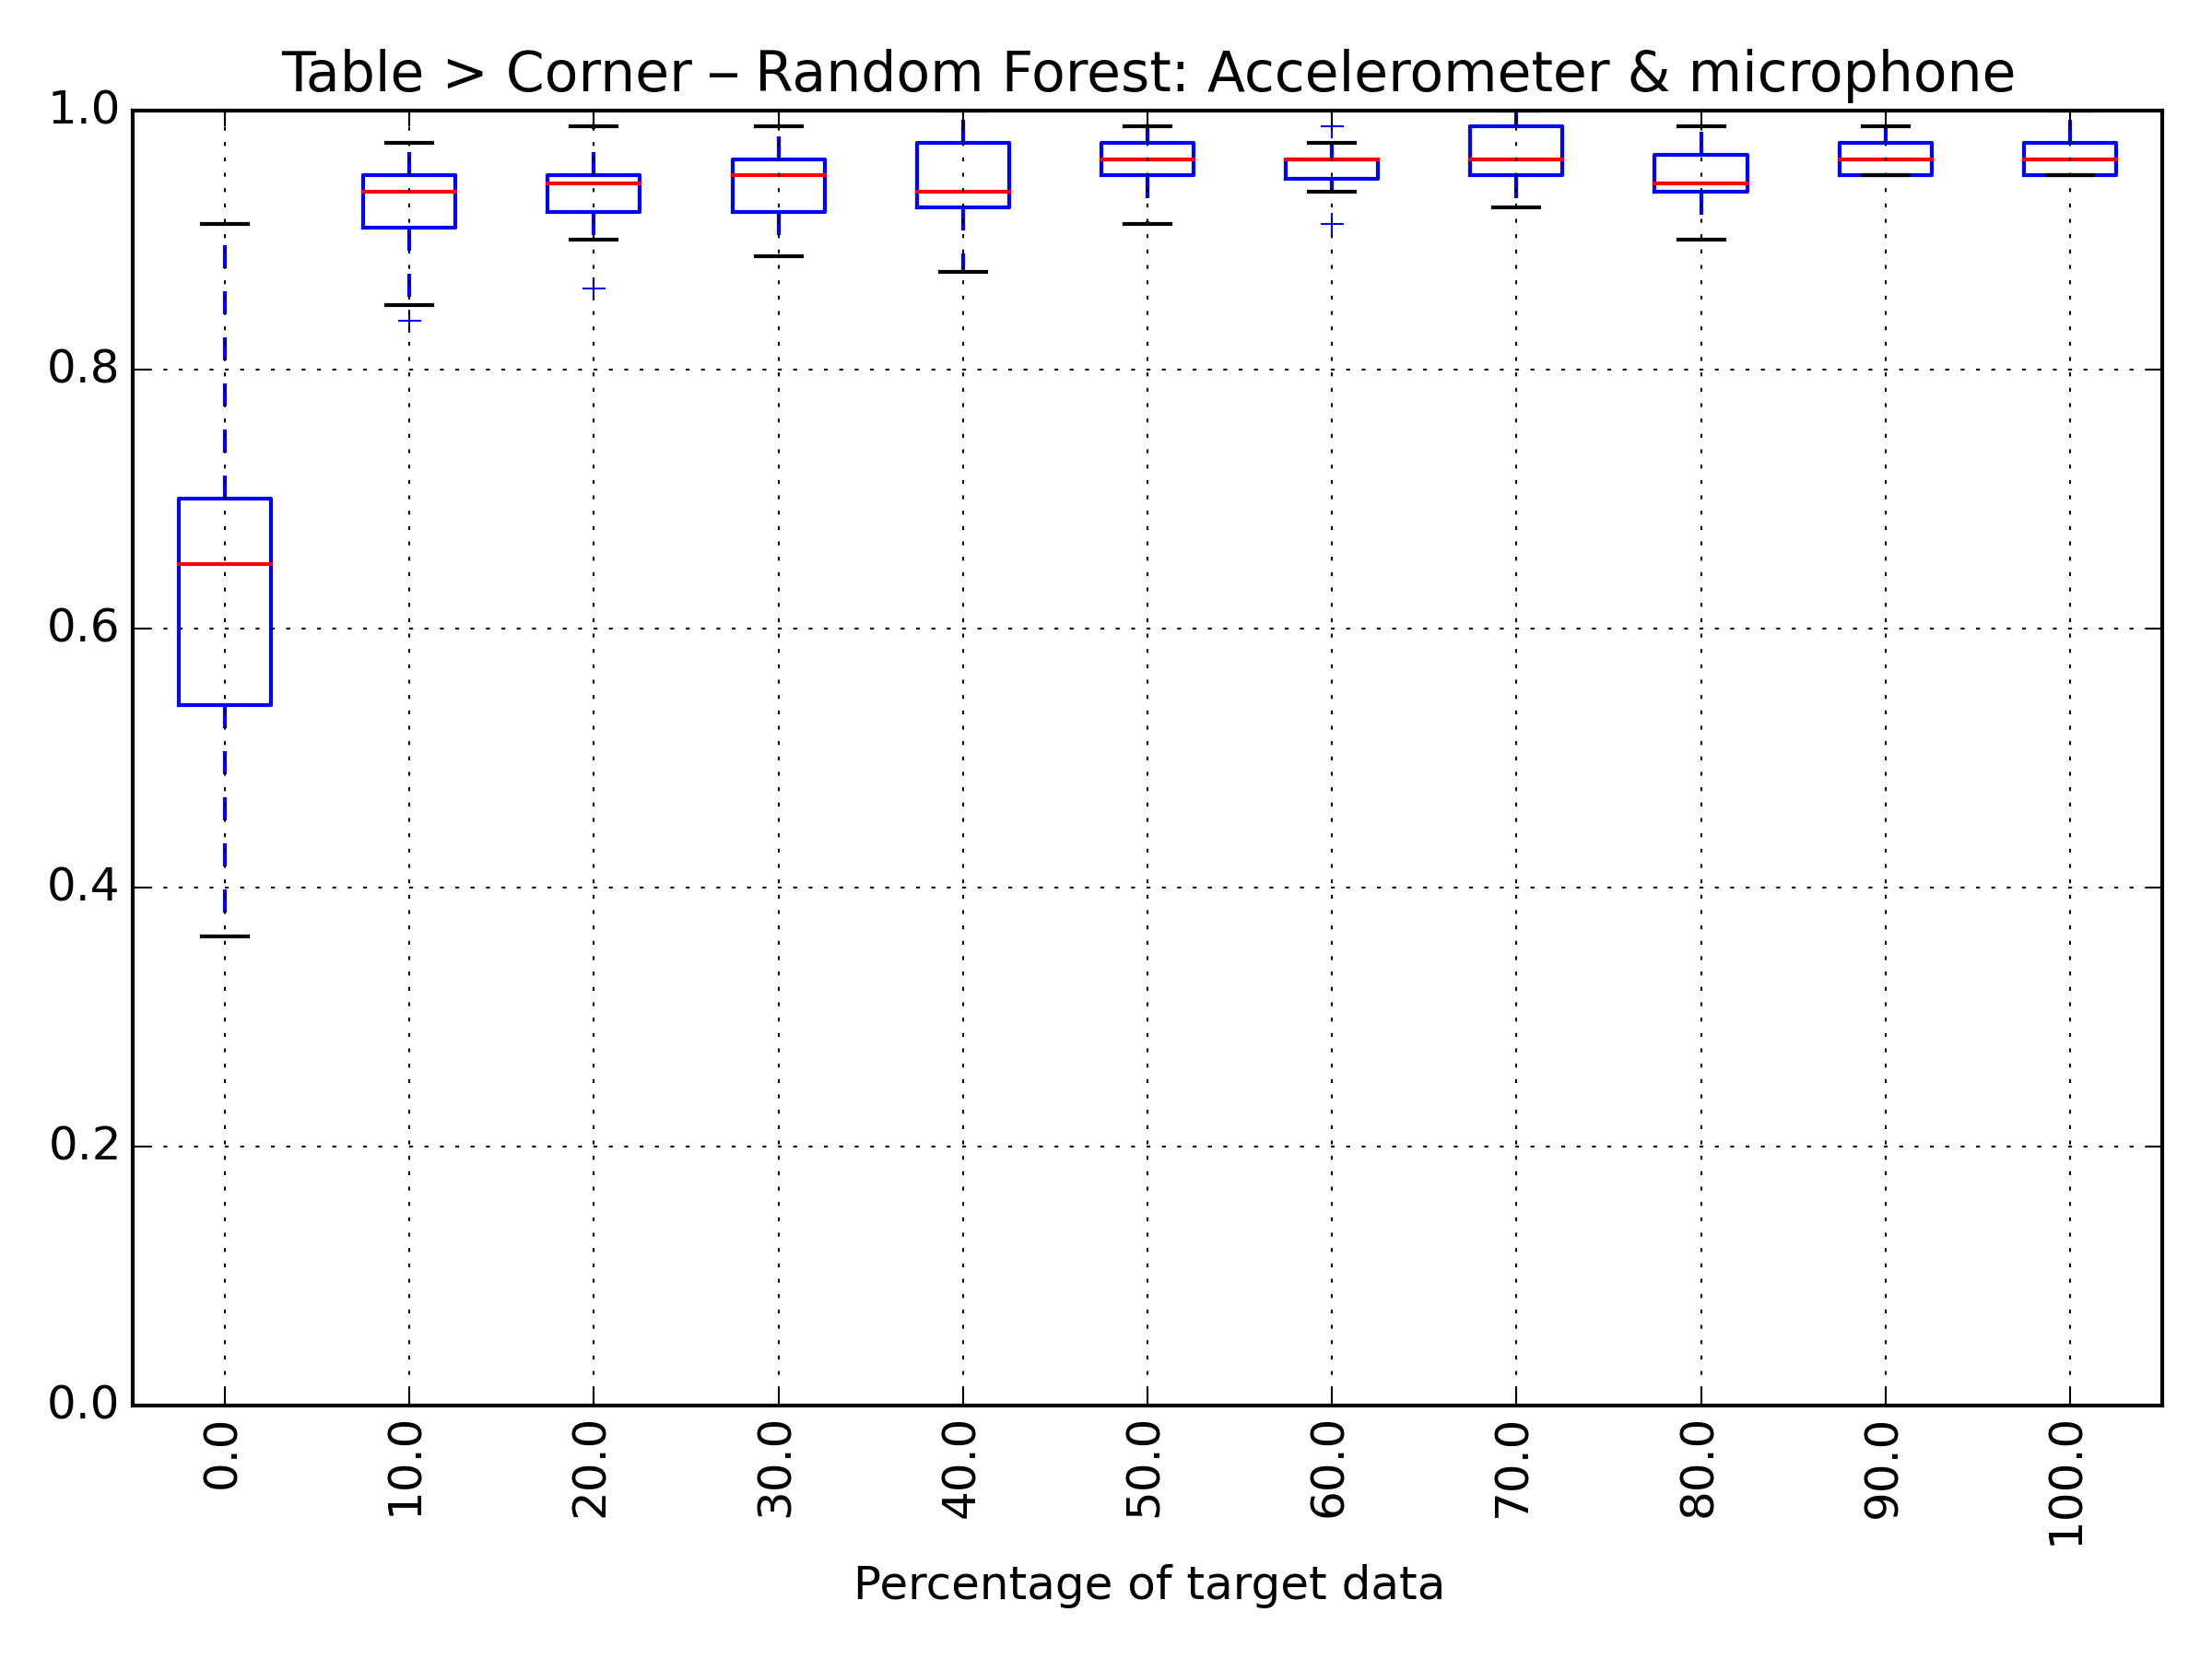 Table > Corner – Random Forest: Accelerometer & microphone
1.0
0.8
0.6
0.4
0.2
0.0
0.0 10.0 20.0 30.0 40.0 50.0 60.0 70.0 80.0 90.0 100.0
Percentage of target data